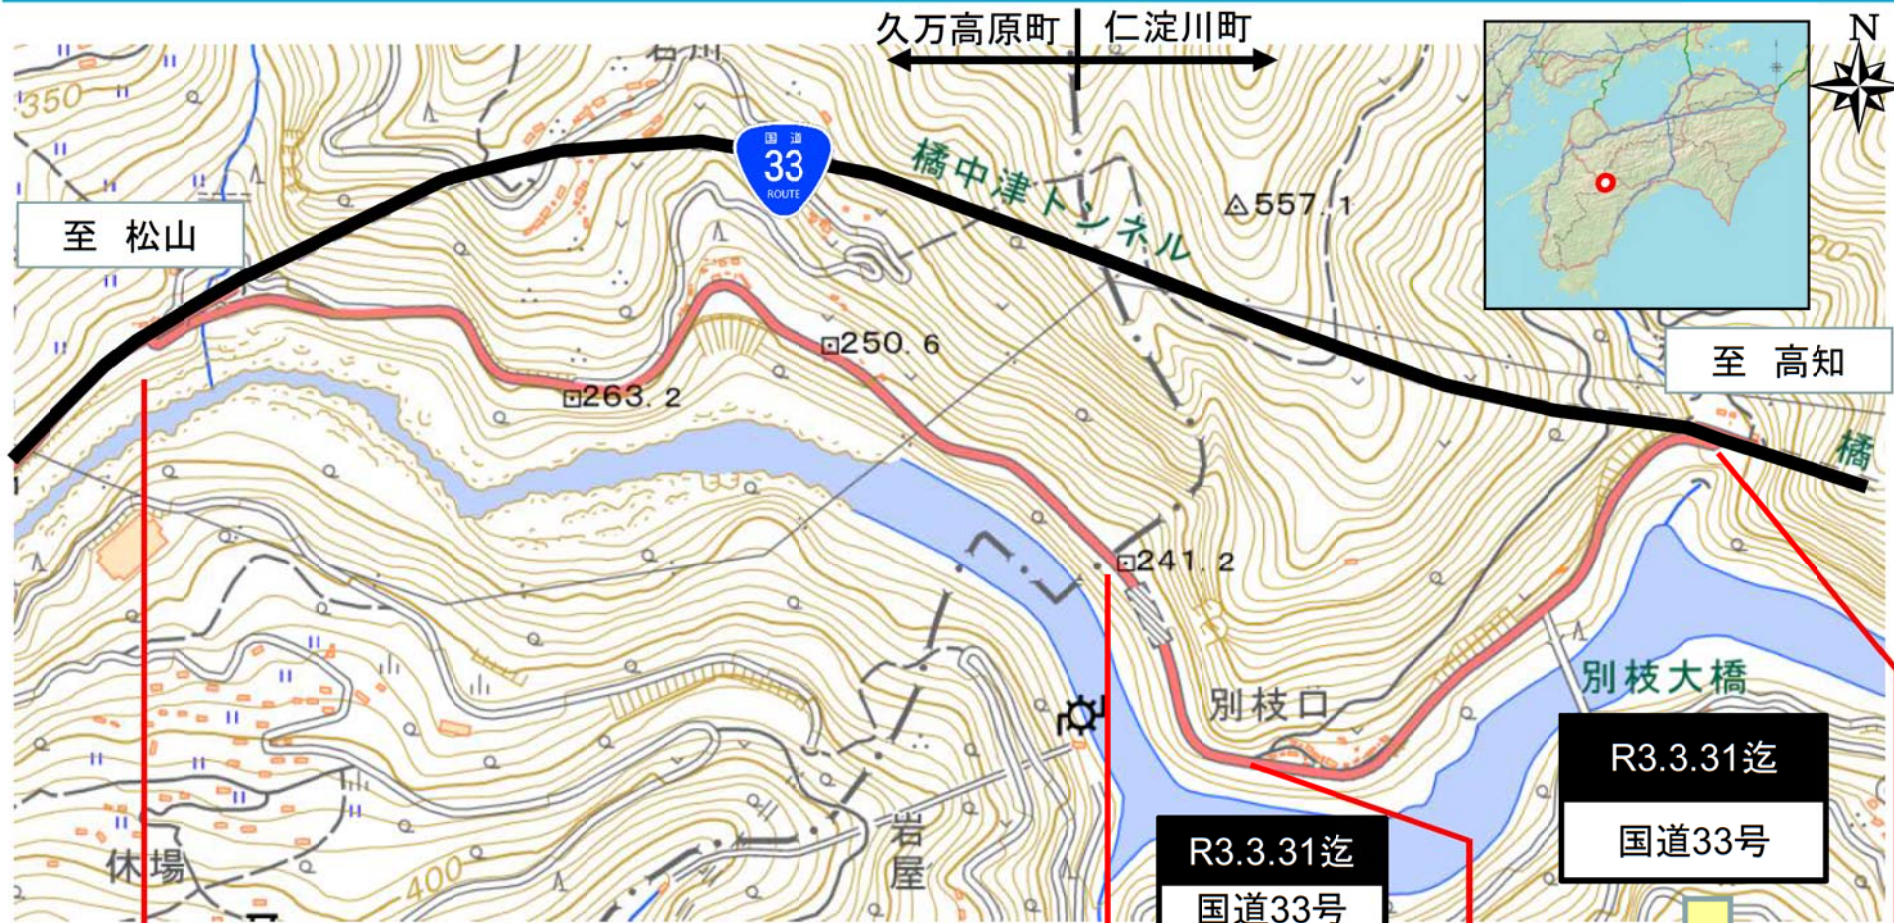 久万高原町
仁淀川町
N
350
国道
33
ROUTE
橘中津トンネル
557.1
至 松山
至 高知
250.6
263.2
橘
241.2
別枝口
別枝大橋
R3.3.31迄
国道33号
R3.3.31迄
国道33号
岩屋
休場
400